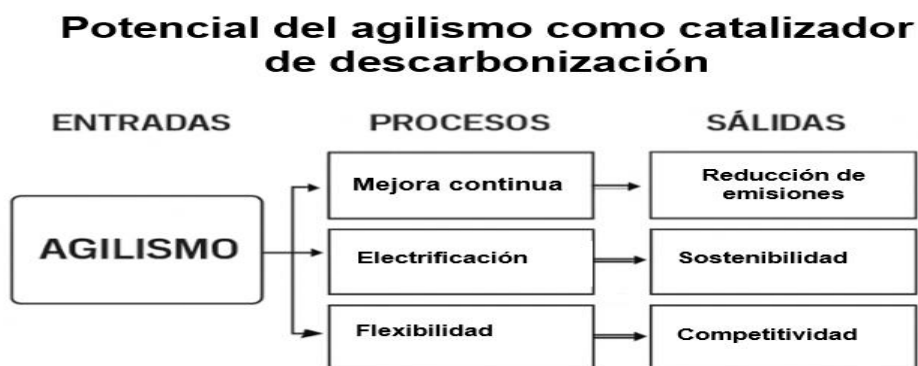 Potencial del agilismo como catalizador
de descarbonización
ENTRADAS PROCESOS SÁLIDAS
Mejora continua
Reducción de
emisiones
AGILISMO
Electrificación
Sostenibilidad
Flexibilidad
Competitividad